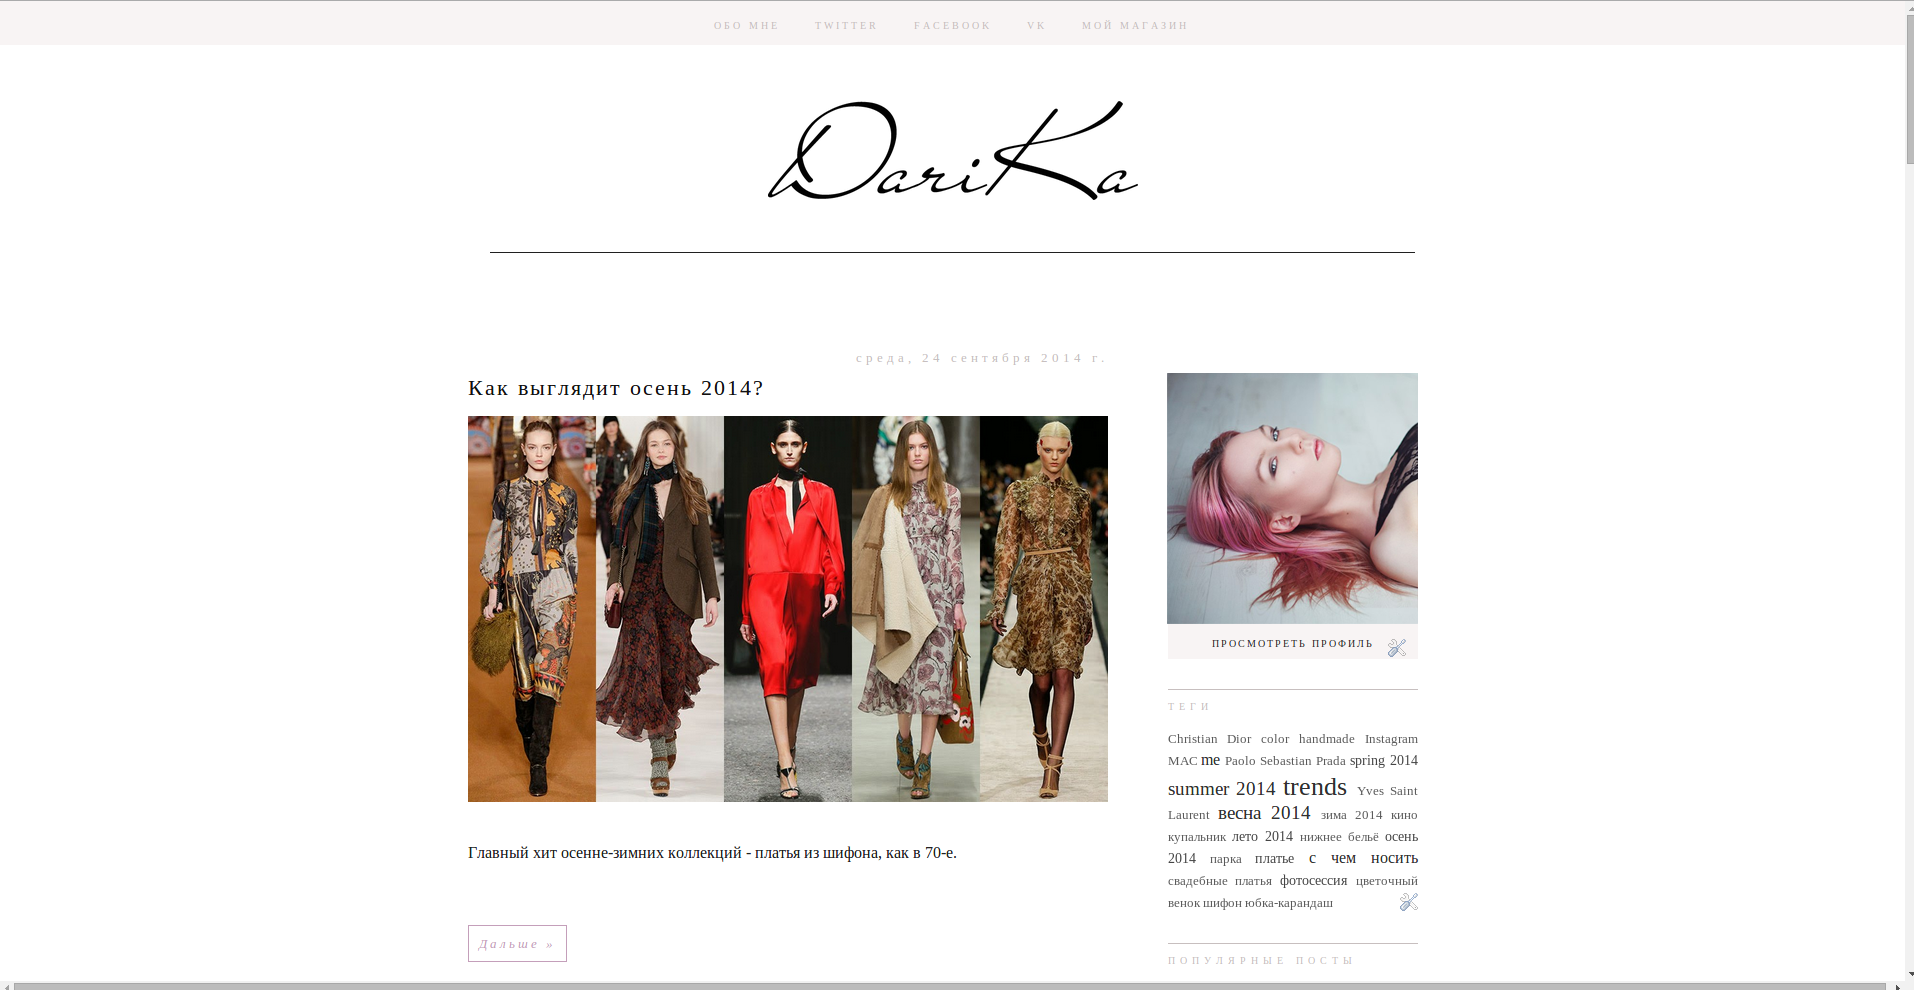 ОБО МНЕ TWITTER FACEBOOK VK МОЙ МАГАЗИН
DariKa
среда, 24 сентября 2014 г.
Как выглядит осень 2014?
Главный хит осенне-зимних коллекций - платья из шифона, как в 70-е.
Дальше »
ПРОСМОТРЕТЬ ПРОФИЛЬ
ТЕГИ
Christian Dior color handmade Instagram
MAC me Paolo Sebastian Prada spring 2014
summer 2014 trends Yves Saint
Laurent весна 2014 зима 2014 кино
купальник лето 2014 нижнее бельё осень
2014 парка платье с чем носить
свадебные платья фотосессия цветочный
венок шифон юбка-карандаш
ПОПУЛЯРНЫЕ ПОСТЫ